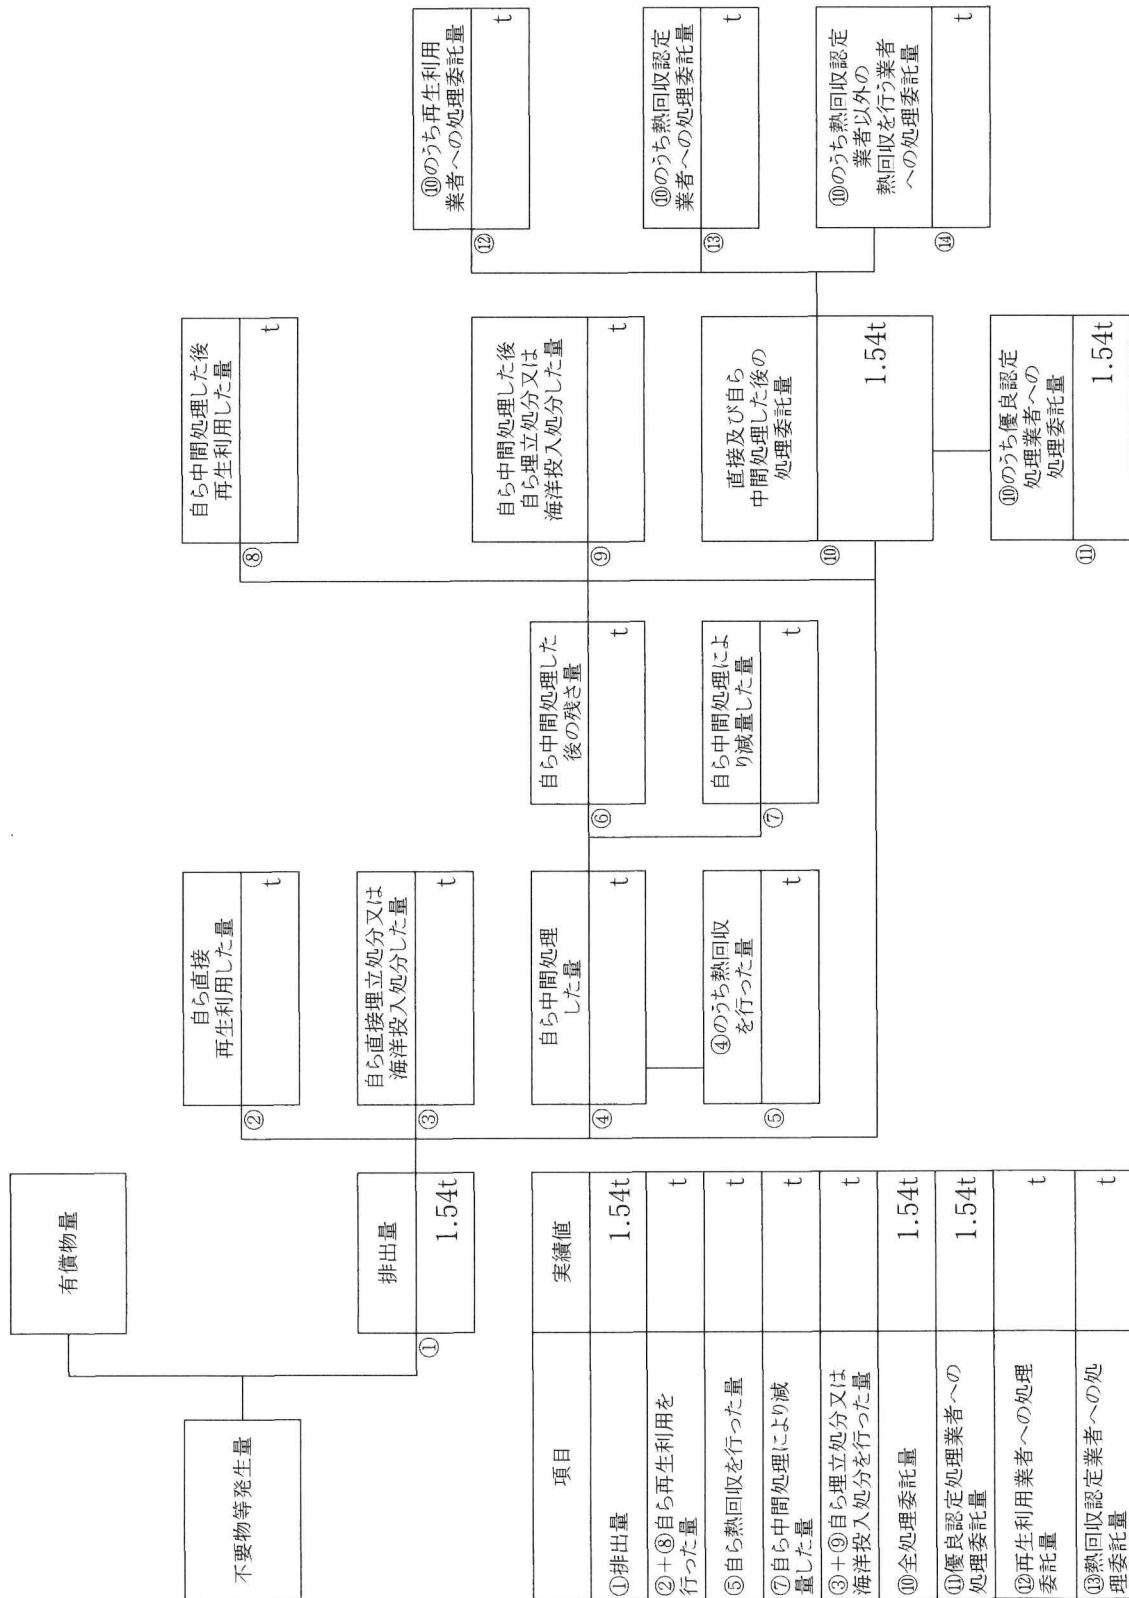 不要物等発生量
有償物量
排出量
①
1.54t
自ら直接
再生利用した量
②
t
自ら直接埋立処分又は
海洋投入処分した量
③
t
自ら中間処理
した量
④
t
④のうち熱回収
を行った量
⑤
t
自ら中間処理した
後の残さ量
⑥
t
自ら中間処理によ
り減量した量
⑦
t
自ら中間処理した後
再生利用した量
⑧
t
自ら中間処理した後
自ら埋立処分又は
海洋投入処分した量
⑨
t
直接及び自ら
中間処理した後の
処理委託量
⑩
1.54t
⑩のうち優良認定
処理業者への
処理委託量
⑪
1.54t
⑩のうち再生利用
業者への処理委託量
⑫
t
⑩のうち熱回収認定
業者への処理委託量
⑬
t
⑩のうち熱回収認定
業者以外の
熱回収を行う業者
への処理委託量
⑭
t
項目
実績値
①排出量
1.54t
②+⑧自ら再生利用を
行った量
t
⑤自ら熱回収を行った量
t
⑦自ら中間処理により減
量した量
t
③+⑨自ら埋立処分又は
海洋投入処分を行った量
t
⑩全処理委託量
1.54t
⑪優良認定処理業者への
処理委託量
1.54t
⑫再生利用業者への処理
委託量
t
⑬熱回収認定業者への処
理委託量
t